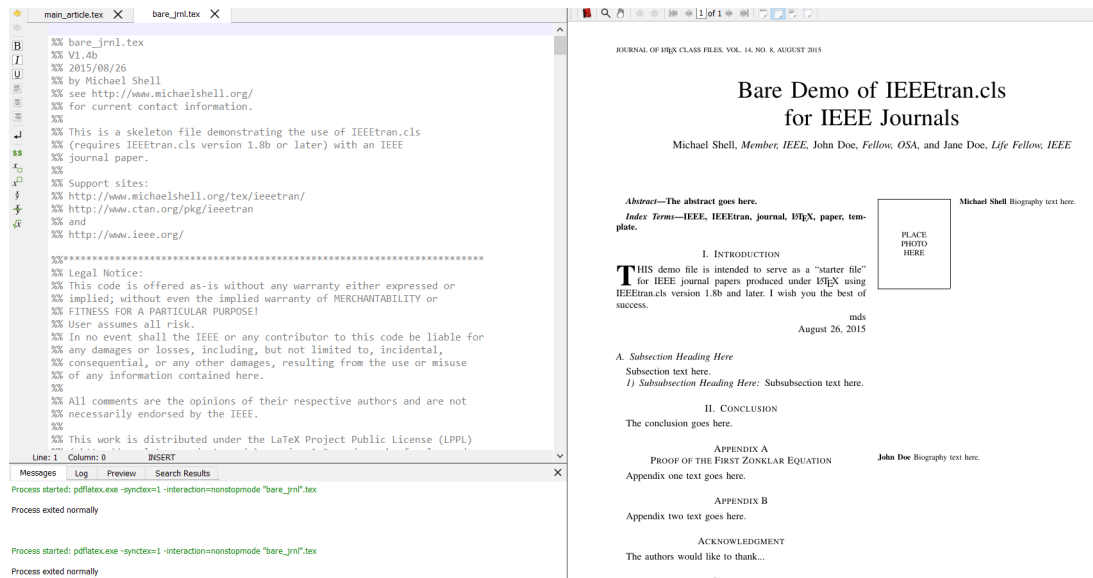 main_article.tex
bare_jrnl.tex
B
I
U
$$
%% bare_jrnl.tex
%% V1.4b
%% 2015/08/26
%% by Michael Shell
%% see http://www.michaelshell.org/
%% for current contact information.
%%
%% This is a skeleton file demonstrating the use of IEEEtran.cls
%% (requires IEEEtran.cls version 1.8b or later) with an IEEE
%% journal paper.
%%
%% Support sites:
%% http://www.michaelshell.org/tex/ieeetran/
%% http://www.ctan.org/pkg/ieeetran
%% and
%% http://www.ieee.org/
%%*************************************************************************
%% Legal Notice:
%% This code is offered as-is without any warranty either expressed or
%% implied; without even the implied warranty of MERCHANTABILITY or
%% FITNESS FOR A PARTICULAR PURPOSE!
%% User assumes all risk.
%% In no event shall the IEEE or any contributor to this code be liable for
%% any damages or losses, including, but not limited to, incidental,
%% consequential, or any other damages, resulting from the use or misuse
%% of any information contained here.
%%
%% All comments are the opinions of their respective authors and are not
%% necessarily endorsed by the IEEE.
%%
%% This work is distributed under the LaTeX Project Public License (LPPL)
Line: 1 Column: 0 INSERT
Messages Log Preview Search Results
Process started: pdflatex.exe -synctex=1 -interaction=nonstopmode "bare_jrnl".tex
Process exited normally
Process started: pdflatex.exe -synctex=1 -interaction=nonstopmode "bare_jrnl".tex
Process exited normally
1 of 1
JOURNAL OF LATEX CLASS FILES, VOL. 14, NO. 8, AUGUST 2015
Bare Demo of IEEEtran.cls
for IEEE Journals
Michael Shell, Member, IEEE, John Doe, Fellow, OSA, and Jane Doe, Life Fellow, IEEE
Abstract—The abstract goes here.
Index Terms—IEEE, IEEEtran, journal, LATEX, paper, tem-
plate.
I. INTRODUCTION
THIS demo file is intended to serve as a “starter file”
for IEEE journal papers produced under LATEX using
IEEEtran.cls version 1.8b and later. I wish you the best of
success.
mds
August 26, 2015
A. Subsection Heading Here
Subsection text here.
1) Subsubsection Heading Here: Subsubsection text here.
II. CONCLUSION
The conclusion goes here.
APPENDIX A
PROOF OF THE FIRST ZONKLAR EQUATION
Appendix one text goes here.
APPENDIX B
Appendix two text goes here.
ACKNOWLEDGMENT
The authors would like to thank...
PLACE
PHOTO
HERE
Michael Shell Biography text here.
John Doe Biography text here.